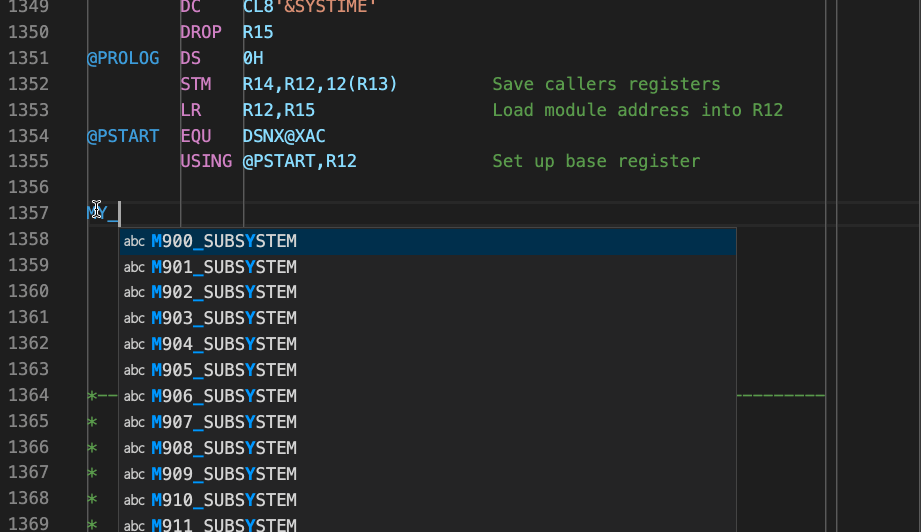 1349 DC CL8'&SYSTIME'
1350 DROP R15
1351 @PROLOG DS 0H
1352 STM R14,R12,12(R13) Save callers registers
1353 LR R12,R15 Load module address into R12
1354 @PSTART EQU DSNX@XAC
1355 USING @PSTART,R12 Set up base register
1356
1357 MY_
1358 abc M900_SUBSYSTEM
1359 abc M901_SUBSYSTEM
1360 abc M902_SUBSYSTEM
1361 abc M903_SUBSYSTEM
1362 abc M904_SUBSYSTEM
1363 abc M905_SUBSYSTEM
1364 *-- abc M906_SUBSYSTEM ---------
1365 * abc M907_SUBSYSTEM
1366 * abc M908_SUBSYSTEM
1367 * abc M909_SUBSYSTEM
1368 * abc M910_SUBSYSTEM
1369 * abc M911_SUBSYSTEM